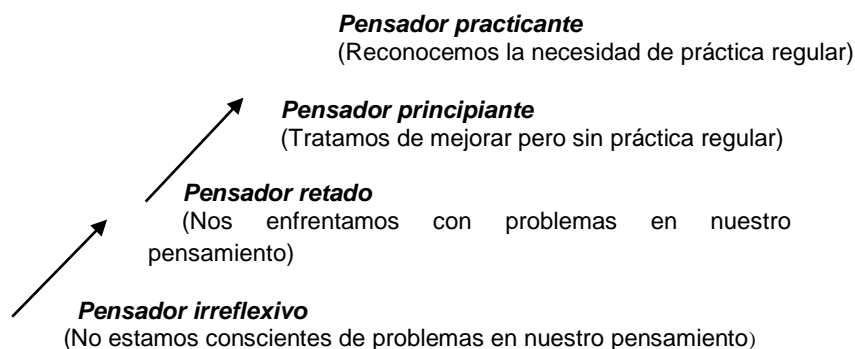 Pensador practicante
(Reconocemos la necesidad de práctica regular)
Pensador principiante
(Tratamos de mejorar pero sin práctica regular)
Pensador retado
(Nos enfrentamos con problemas en nuestro
pensamiento)
Pensador irreflexivo
(No estamos conscientes de problemas en nuestro pensamiento)